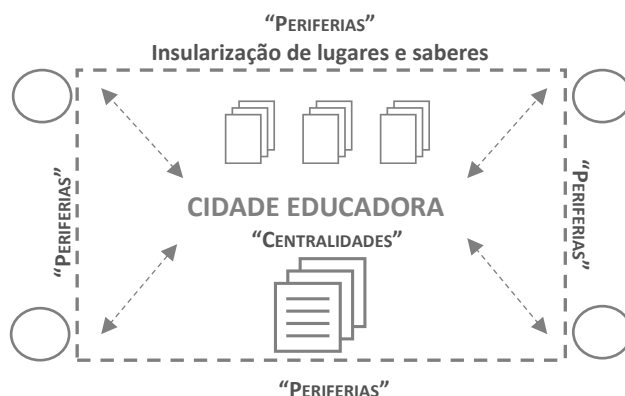 “PERIFERIAS”
Insularização de lugares e saberes
“PERIFERIAS”
“PERIFERIAS”
CIDADE EDUCADORA
“CENTRALIDADES”
“PERIFERIAS”